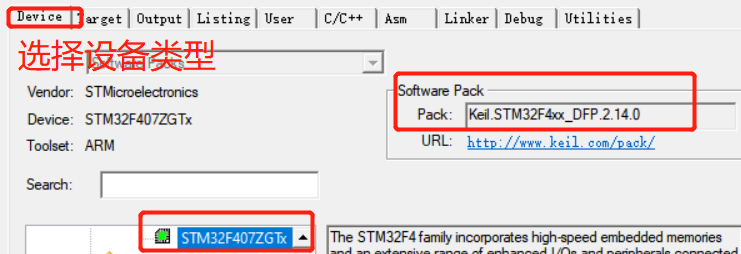 Device Target Output Listing User C/C++ Asm Linker Debug Utilities
选择设备类型
Software Packs
Software Pack
Vendor: STMicroelectronics
Pack: Keil.STM32F4xx_DFP.2.14.0
Device: STM32F407ZGTx
URL: http://www.keil.com/pack/
Toolset: ARM
Search:
STM32F407ZGTx
The STM32F4 family incorporates high-speed embedded memories
and an extensive range of enhanced I/Os and peripherals connected